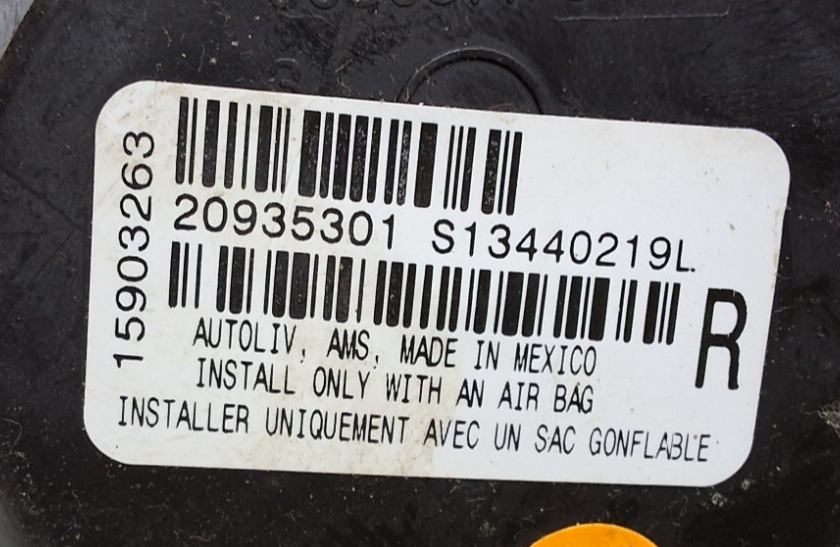 15903263
20935301 S13440219L
R
AUTOLIV, AMS, MADE IN MEXICO
INSTALL ONLY WITH AN AIR BAG
INSTALLER UNIQUEMENT AVEC UN SAC GONFLABLE